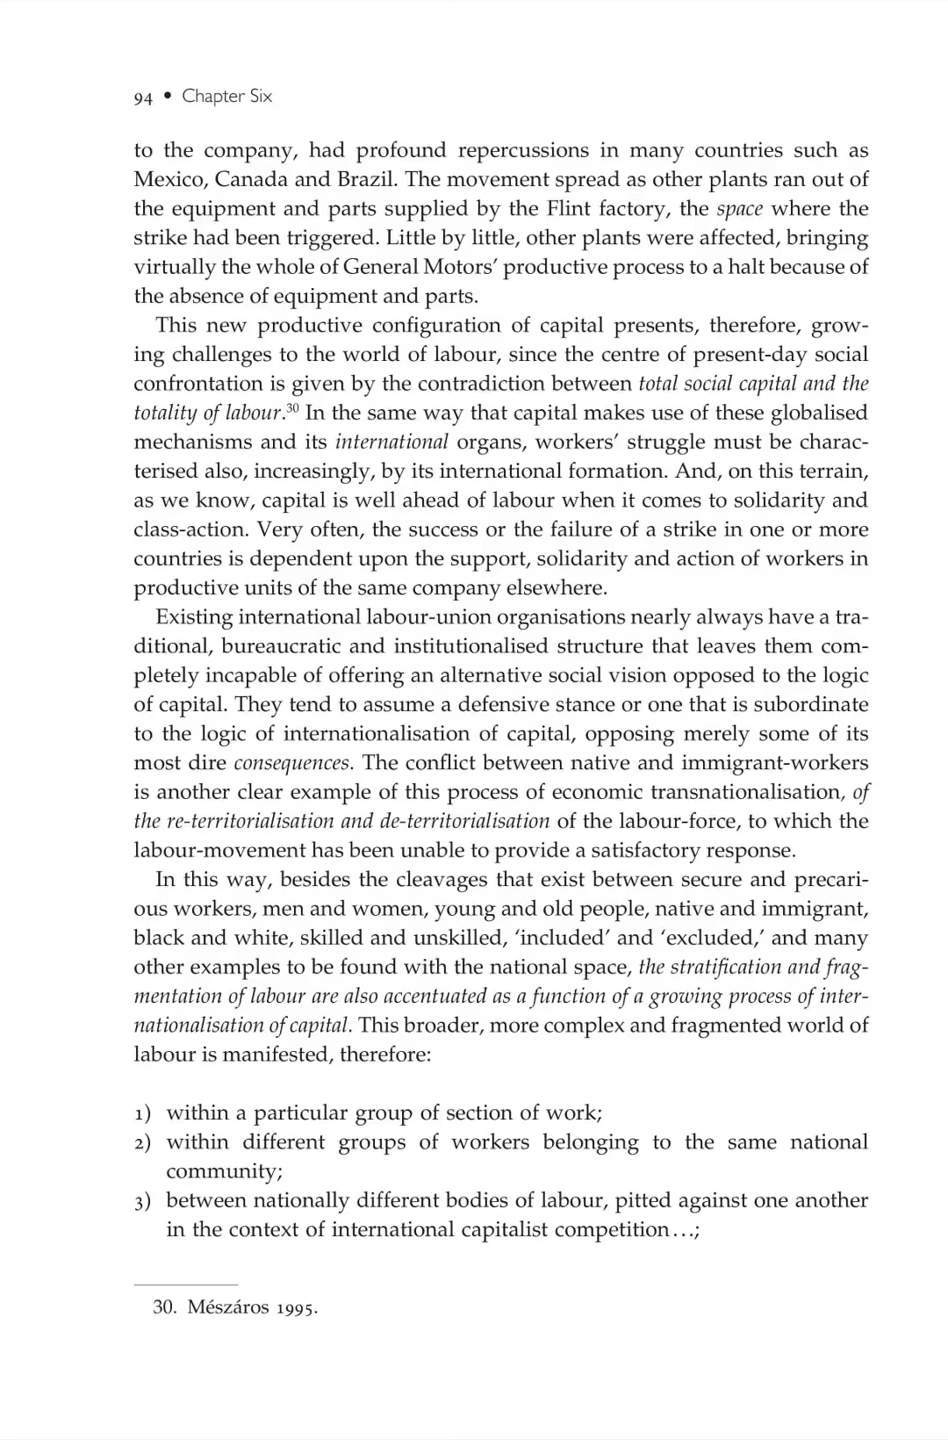 94 • Chapter Six
to the company, had profound repercussions in many countries such as
Mexico, Canada and Brazil. The movement spread as other plants ran out of
the equipment and parts supplied by the Flint factory, the space where the
strike had been triggered. Little by little, other plants were affected, bringing
virtually the whole of General Motors’ productive process to a halt because of
the absence of equipment and parts.
This new productive configuration of capital presents, therefore, grow-
ing challenges to the world of labour, since the centre of present-day social
confrontation is given by the contradiction between total social capital and the
totality of labour.30 In the same way that capital makes use of these globalised
mechanisms and its international organs, workers’ struggle must be charac-
terised also, increasingly, by its international formation. And, on this terrain,
as we know, capital is well ahead of labour when it comes to solidarity and
class-action. Very often, the success or the failure of a strike in one or more
countries is dependent upon the support, solidarity and action of workers in
productive units of the same company elsewhere.
Existing international labour-union organisations nearly always have a tra-
ditional, bureaucratic and institutionalised structure that leaves them com-
pletely incapable of offering an alternative social vision opposed to the logic
of capital. They tend to assume a defensive stance or one that is subordinate
to the logic of internationalisation of capital, opposing merely some of its
most dire consequences. The conflict between native and immigrant-workers
is another clear example of this process of economic transnationalisation, of
the re-territorialisation and de-territorialisation of the labour-force, to which the
labour-movement has been unable to provide a satisfactory response.
In this way, besides the cleavages that exist between secure and precari-
ous workers, men and women, young and old people, native and immigrant,
black and white, skilled and unskilled, ‘included’ and ‘excluded,’ and many
other examples to be found with the national space, the stratification and frag-
mentation of labour are also accentuated as a function of a growing process of inter-
nationalisation of capital. This broader, more complex and fragmented world of
labour is manifested, therefore:
1) within a particular group of section of work;
2) within different groups of workers belonging to the same national
community;
3) between nationally different bodies of labour, pitted against one another
in the context of international capitalist competition…;
30. Mészáros 1995.